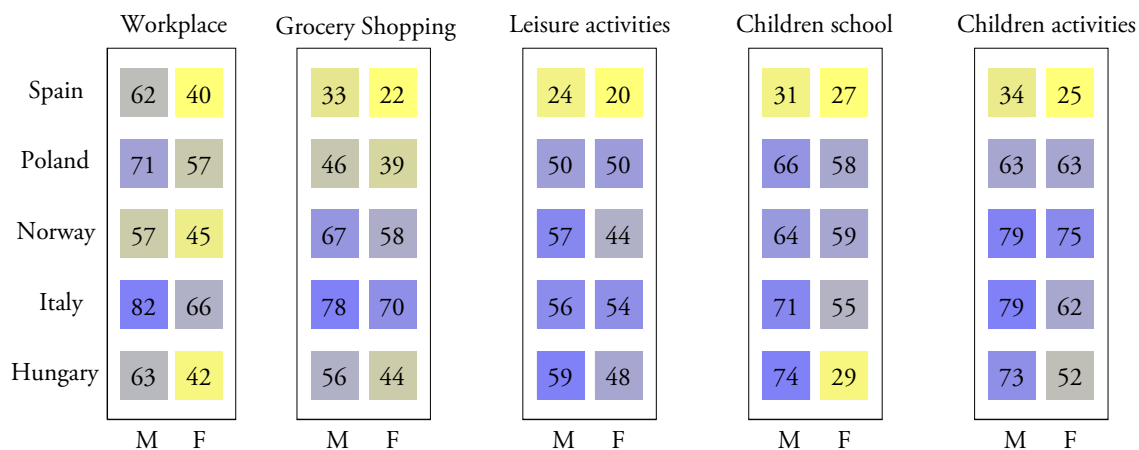 Workplace Grocery Shopping Leisure activities Children school Children activities
Spain 62 40 33 22 24 20 31 27 34 25
Poland 71 57 46 39 50 50 66 58 63 63
Norway 57 45 67 58 57 44 64 59 79 75
Italy 82 66 78 70 56 54 71 55 79 62
Hungary 63 42 56 44 59 48 74 29 73 52
M F M F M F M F M F